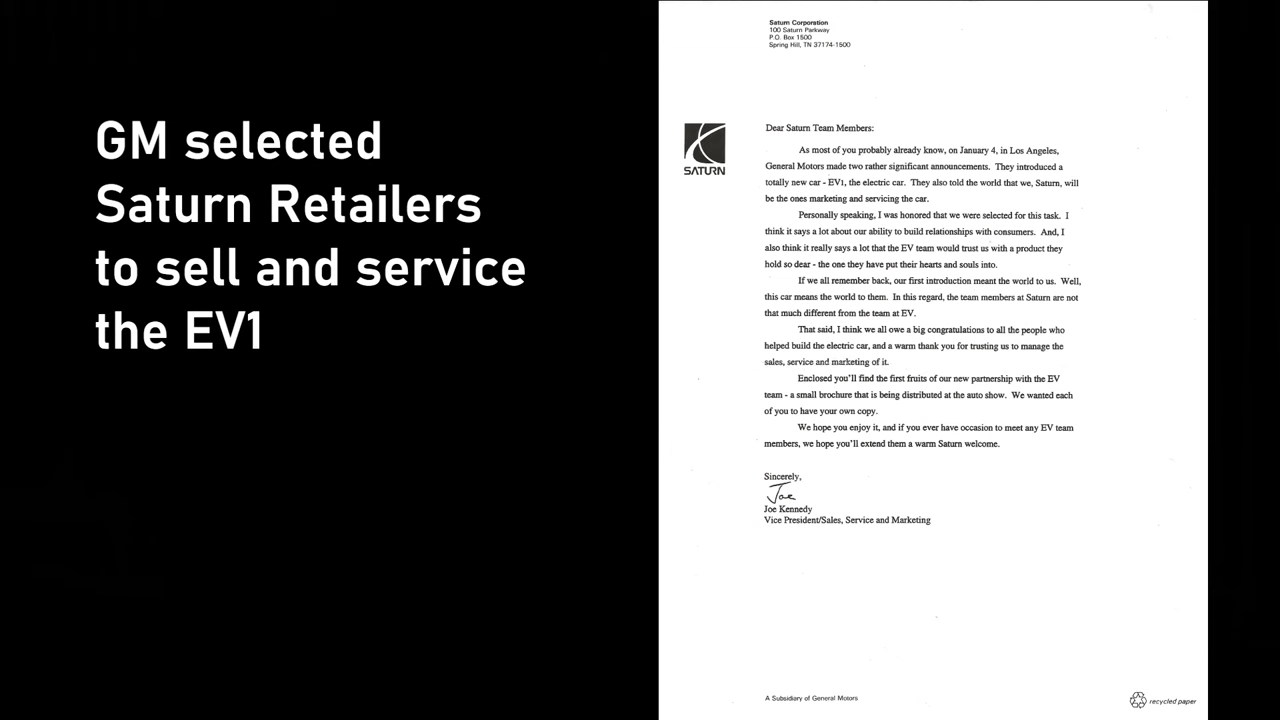 GM selected
Saturn Retailers
to sell and service
the EV1
Saturn Corporation
100 Saturn Parkway
P.O. Box 1500
Spring Hill, TN 37174-1500
SATURN
Dear Saturn Team Members:
As most of you probably already know, on January 4, in Los Angeles,
General Motors made two rather significant announcements. They introduced a
totally new car - EV1, the electric car. They also told the world that we, Saturn, will
be the ones marketing and servicing the car.
Personally speaking, I was honored that we were selected for this task. I
think it says a lot about our ability to build relationships with consumers. And, I
also think it really says a lot that the EV team would trust us with a product they
hold so dear - the one they have put their hearts and souls into.
If we all remember back, our first introduction meant the world to us. Well,
this car means the world to them. In this regard, the team members at Saturn are not
that much different from the team at EV.
That said, I think we all owe a big congratulations to all the people who
helped build the electric car, and a warm thank you for trusting us to manage the
sales, service and marketing of it.
Enclosed you'll find the first fruits of our new partnership with the EV
team - a small brochure that is being distributed at the auto show. We wanted each
of you to have your own copy.
We hope you enjoy it, and if you ever have occasion to meet any EV team
members, we hope you'll extend them a warm Saturn welcome.
Sincerely,
Joe
Joe Kennedy
Vice President/Sales, Service and Marketing
A Subsidiary of General Motors
recycled paper